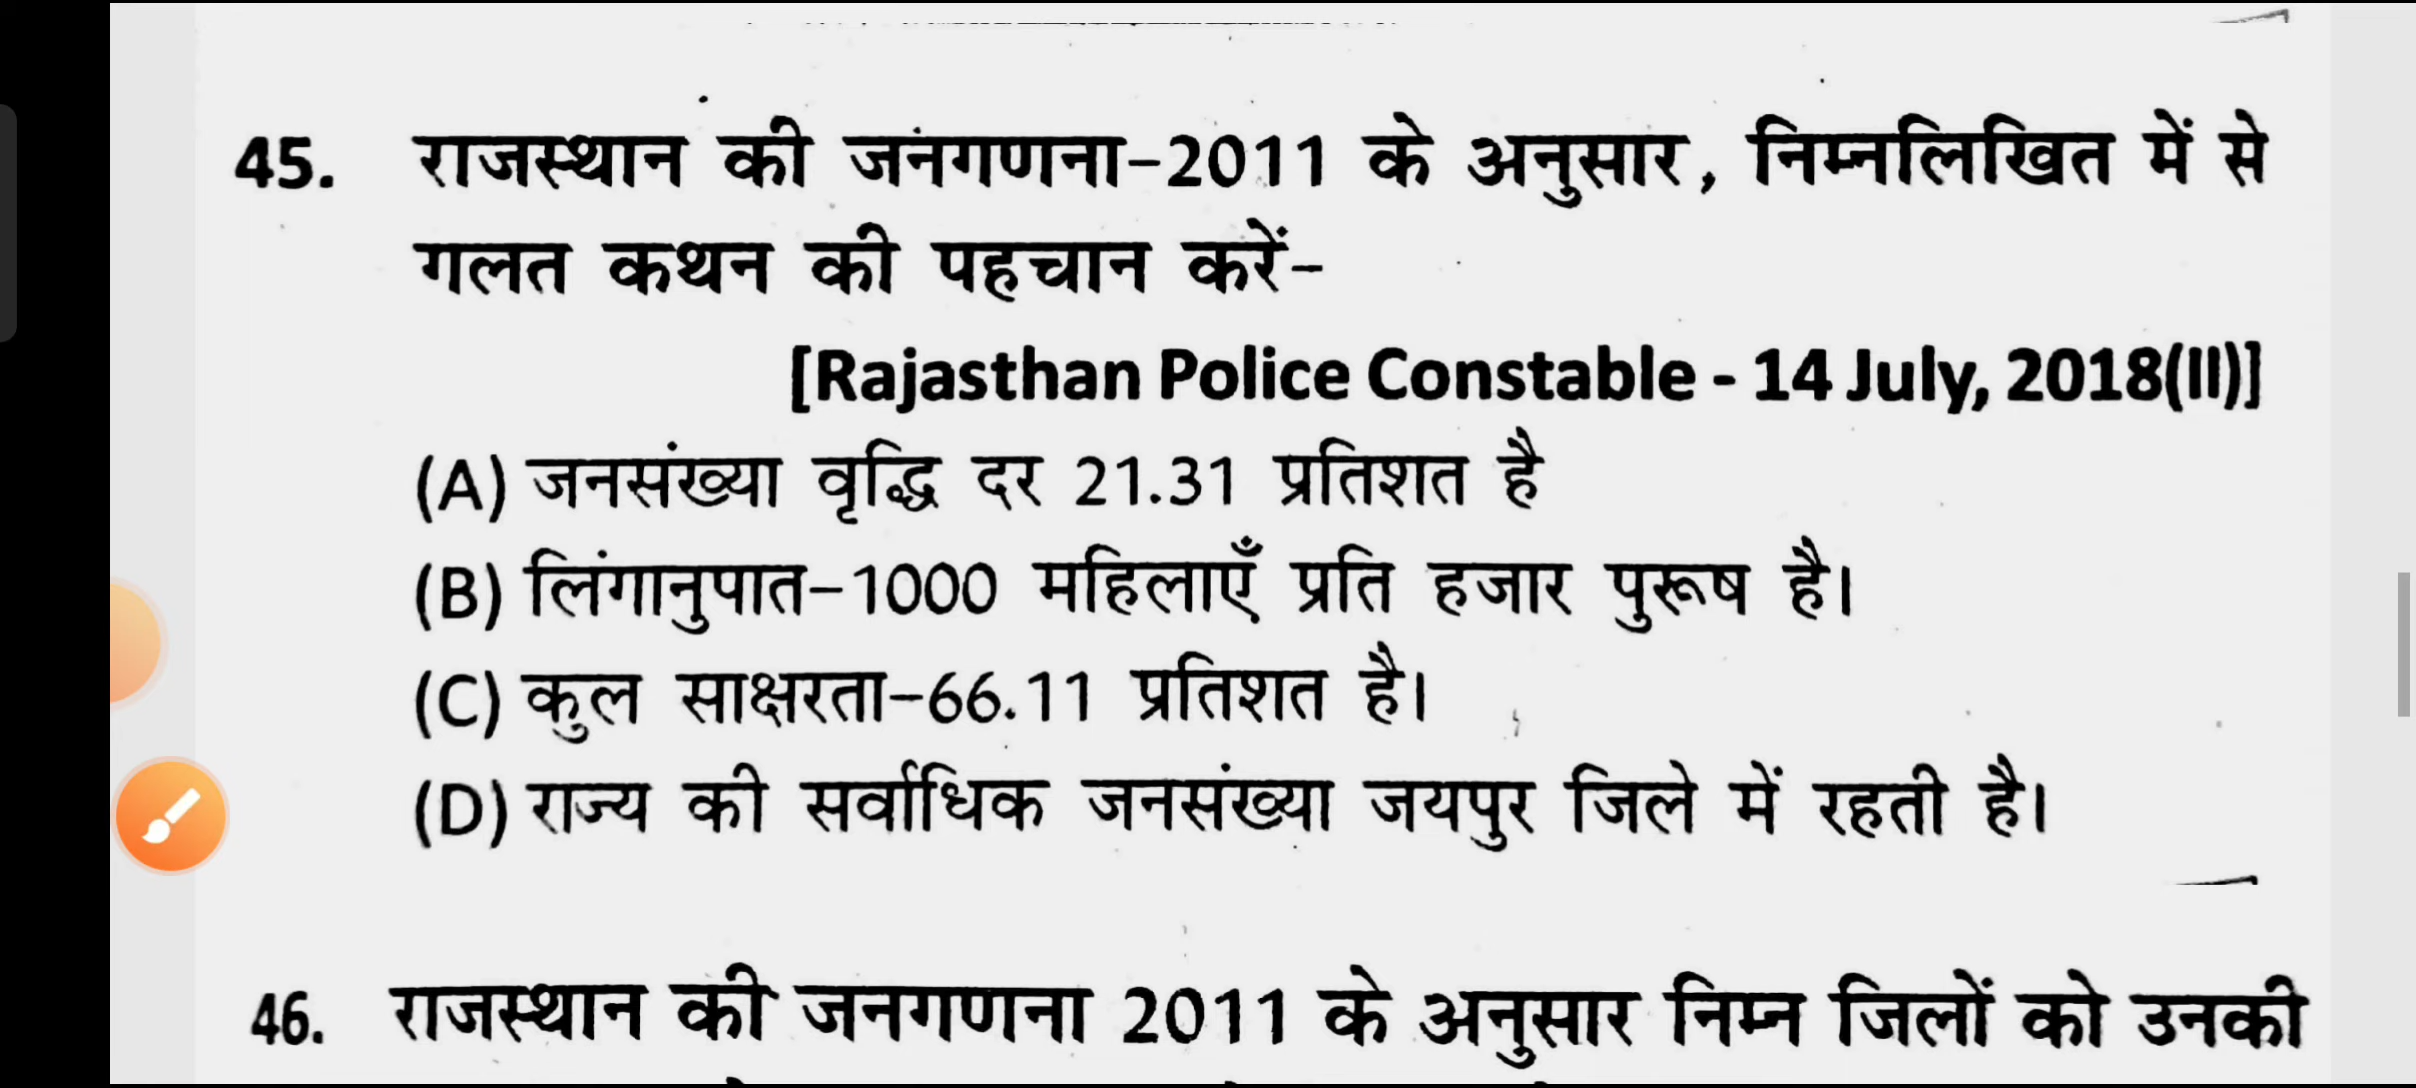 45. राजस्थान की जनंगणना-2011 के अनुसार, निम्नलिखित में से
गलत कथन की पहचान करें-
[Rajasthan Police Constable - 14 July, 2018(II)]
(A) जनसंख्या वृद्धि दर 21.31 प्रतिशत है
(B) लिंगानुपात-1000 महिलाएँ प्रति हजार पुरूष है।
(C) कुल साक्षरता-66.11 प्रतिशत है।
(D) राज्य की सर्वाधिक जनसंख्या जयपुर जिले में रहती है।
46. राजस्थान की जनगणना 2011 के अनुसार निम्न जिलों को उनकी